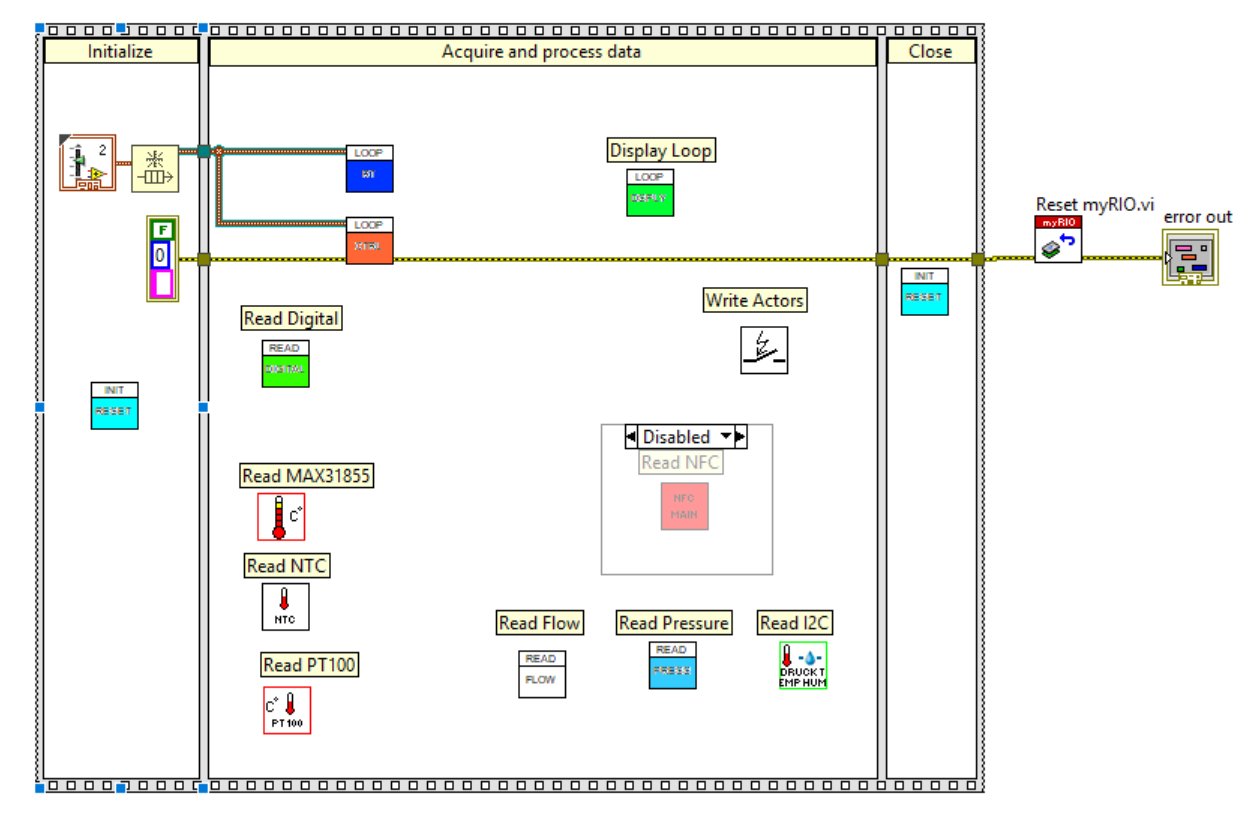 Initialize
Acquire and process data
Close
2
LOOP
Display Loop
LOOP
Reset myRIO.vi
myRIO
error out
LOOP
F
0
INIT
RESET
Write Actors
Read Digital
READ
DIGITAL
INIT
RESET
Disabled
Read NFC
NFC
MAIN
Read MAX31855
C°
Read NTC
NTC
Read Flow
READ
FLOW
Read Pressure
READ
PRESS
Read I2C
DRUCK T
EMP HUM
Read PT100
C°
PT100